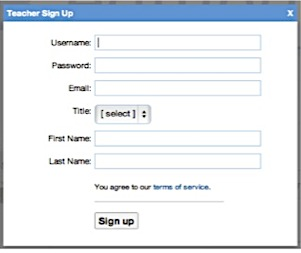 Teacher Sign Up X
Username:
Password:
Email:
Title: [ select ]
First Name:
Last Name:
You agree to our terms of service.
Sign up